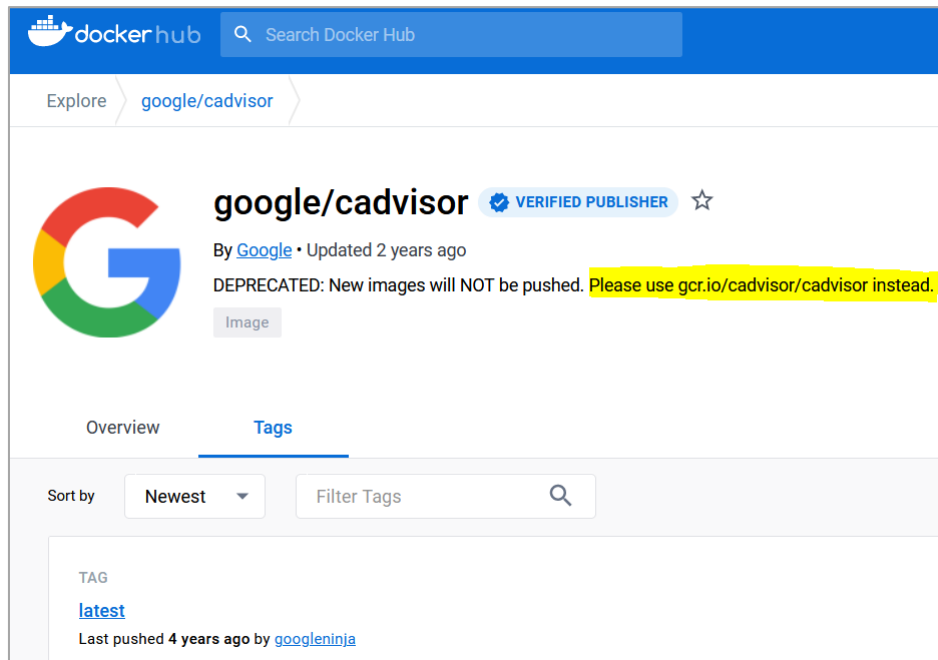 dockerhub
Search Docker Hub
Explore
google/cadvisor
google/cadvisor
VERIFIED PUBLISHER
By Google • Updated 2 years ago
DEPRECATED: New images will NOT be pushed. Please use gcr.io/cadvisor/cadvisor instead.
Image
Overview
Tags
Sort by
Newest
Filter Tags
TAG
latest
Last pushed 4 years ago by googleninja